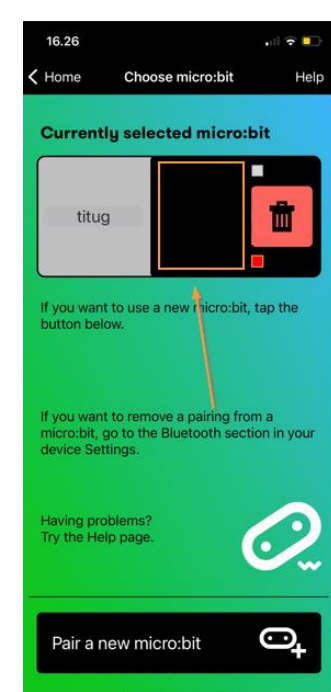 16.26
Home
Choose micro:bit
Help
Currently selected micro:bit
titug
If you want to use a new micro:bit, tap the
button below.
If you want to remove a pairing from a
micro:bit, go to the Bluetooth section in your
device Settings.
Having problems?
Try the Help page.
Pair a new micro:bit